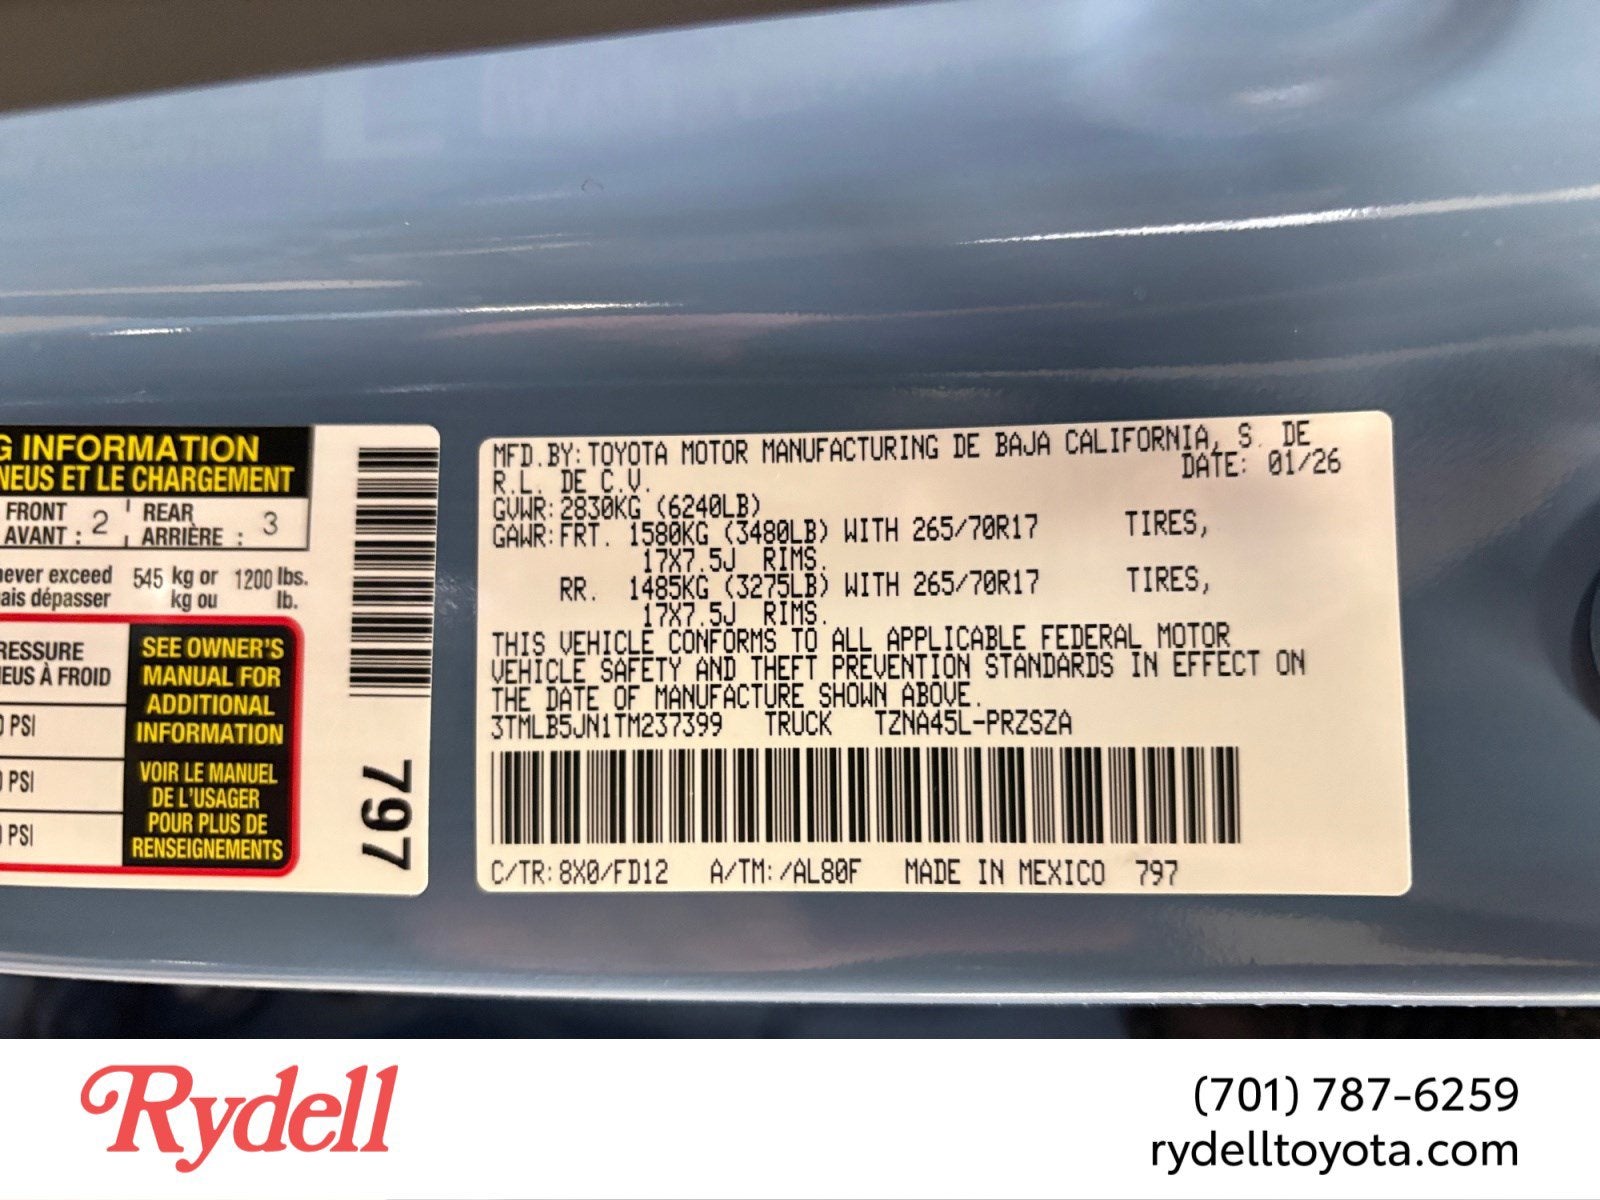 G INFORMATION
NEUS ET LE CHARGEMENT
FRONT
AVANT : 2
REAR
ARRIÈRE : 3
never exceed 545 kg or 1200 lbs.
ais dépasser kg ou lb.
RESSURE
EUS À FROID
0 PSI
0 PSI
0 PSI
SEE OWNER'S
MANUAL FOR
ADDITIONAL
INFORMATION
VOIR LE MANUEL
DE L'USAGER
POUR PLUS DE
RENSEIGNEMENTS
797
MFD.BY: TOYOTA MOTOR MANUFACTURING DE BAJA CALIFORNIA, S. DE
R.L. DE C.V. DATE: 01/26
GVWR: 2830KG (6240LB)
GAWR: FRT. 1580KG (3480LB) WITH 265/70R17 TIRES,
17X7.5J RIMS.
RR. 1485KG (3275LB) WITH 265/70R17 TIRES,
17X7.5J RIMS.
THIS VEHICLE CONFORMS TO ALL APPLICABLE FEDERAL MOTOR
VEHICLE SAFETY AND THEFT PREVENTION STANDARDS IN EFFECT ON
THE DATE OF MANUFACTURE SHOWN ABOVE.
3TMLB5JN1TM237399 TRUCK TZNA45L-PRZSZA
C/TR: 8X0/FD12 A/TM: /AL80F MADE IN MEXICO 797
Rydell
(701) 787-6259
rydelltoyota.com